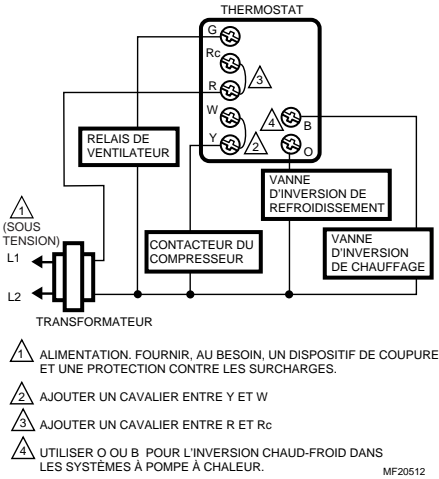 THERMOSTAT
G
Rc
R
W
Y
3
2
4
B
O
RELAIS DE
VENTILATEUR
VANNE
D'INVERSION DE
REFROIDISSEMENT
1
(SOUS
TENSION)
L1
L2
CONTACTEUR DU
COMPRESSEUR
VANNE
D'INVERSION
DE CHAUFFAGE
TRANSFORMATEUR
1 ALIMENTATION. FOURNIR, AU BESOIN, UN DISPOSITIF DE COUPURE
ET UNE PROTECTION CONTRE LES SURCHARGES.
2 AJOUTER UN CAVALIER ENTRE Y ET W
3 AJOUTER UN CAVALIER ENTRE R ET Rc
4 UTILISER O OU B POUR L'INVERSION CHAUD-FROID DANS
LES SYSTÈMES À POMPE À CHALEUR.
MF20512